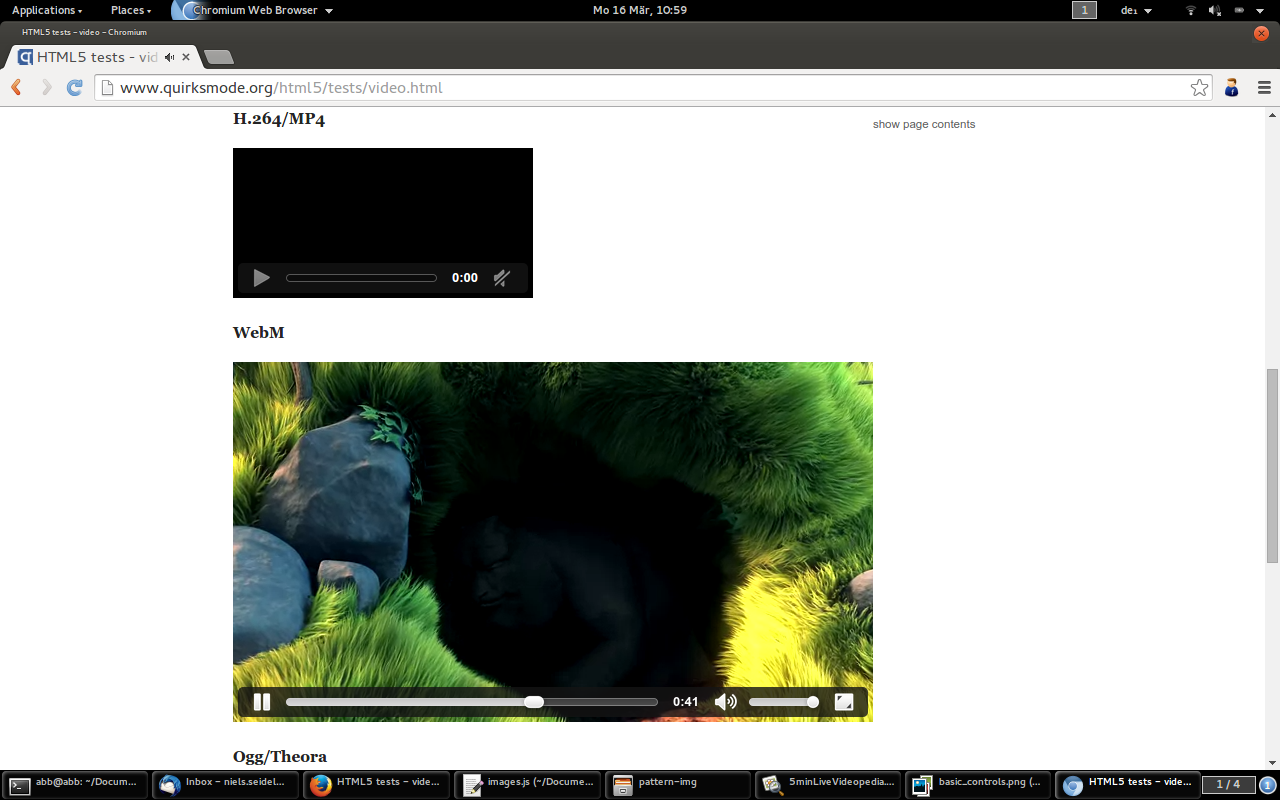 Applications
Places
Chromium Web Browser
Mo 16 Mär, 10:59
1
de₁
HTML5 tests - video - Chromium
HTML5 tests - vid
www.quirksmode.org/html5/tests/video.html
H.264/MP4
show page contents
0:00
WebM
0:41
Ogg/Theora
abb@abb: ~/Docum...
Inbox - niels.seidel...
HTML5 tests - vide...
images.js (~/Docume...
pattern-img
5minLiveVideopedia....
basic_controls.png (...
HTML5 tests - vide...
1 / 4
1